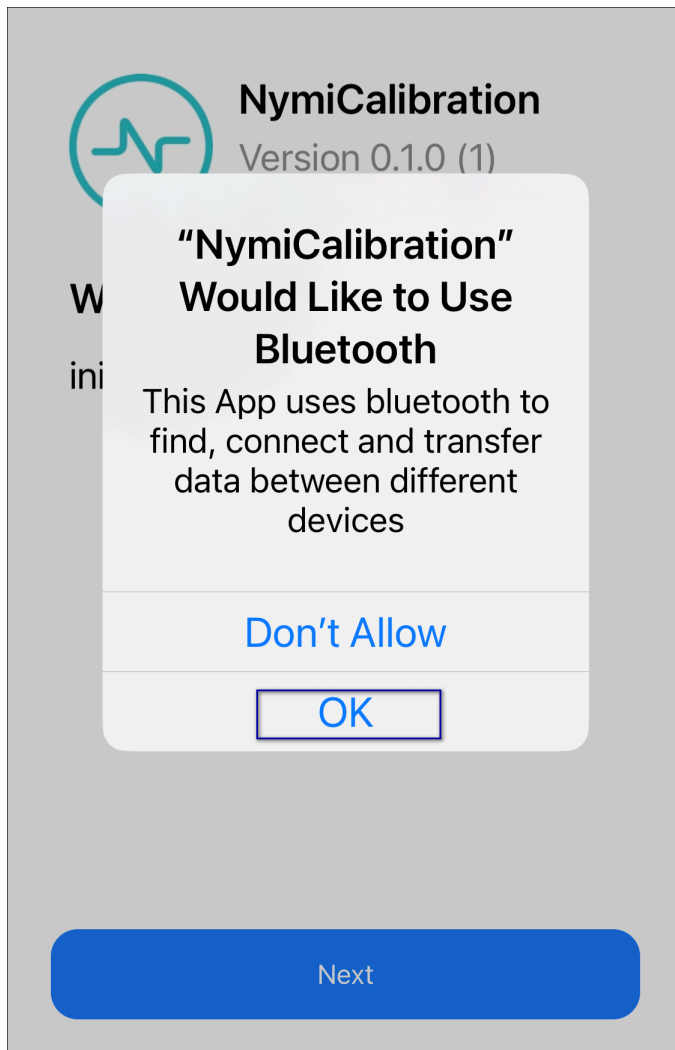 NymiCalibration
Version 0.1.0 (1)
“NymiCalibration”
Would Like to Use
Bluetooth
This App uses bluetooth to
find, connect and transfer
data between different
devices
Don’t Allow
OK
Next